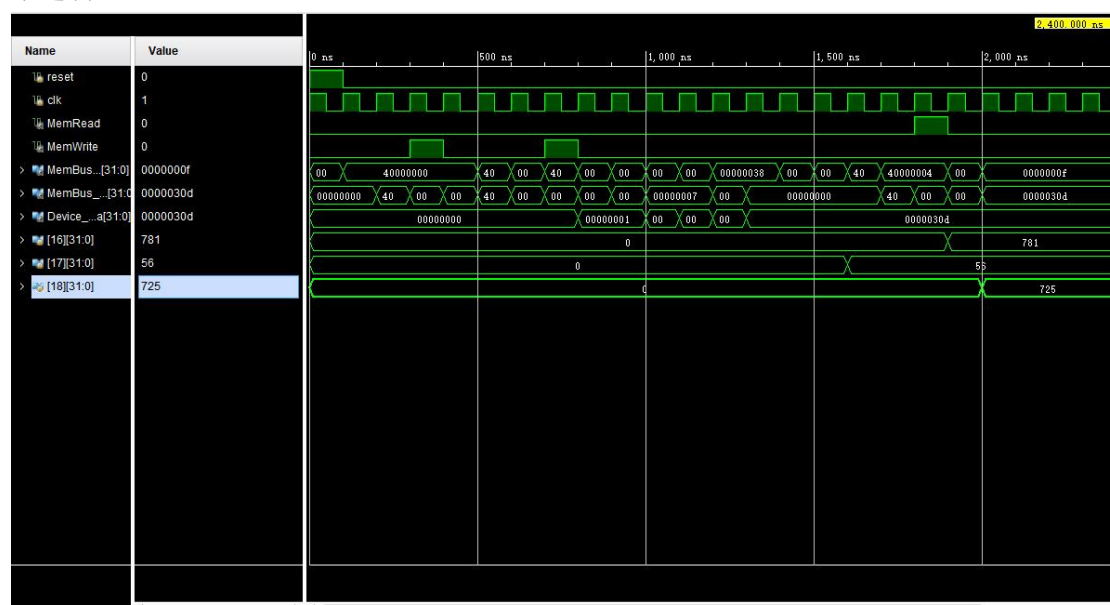 2,400.000 ns
Name Value
0 ns 500 ns 1,000 ns 1,500 ns 2,000 ns
reset 0
clk 1
MemRead 0
MemWrite 0
MemBus...[31:0] 0000000f 00 40000000 40 00 40 00 00 00 00 00000038 00 00 40 40000004 00 0000000f
MemBus_...[31:0 0000030d 00000000 40 00 00 40 00 00 00 00 00000007 00 00000000 40 00 00 0000030d
Device_...a[31:0] 0000030d 00000000 00000001 00 00 00 0000030d
[16][31:0] 781 0 781
[17][31:0] 56 0 56
[18][31:0] 725 0 725